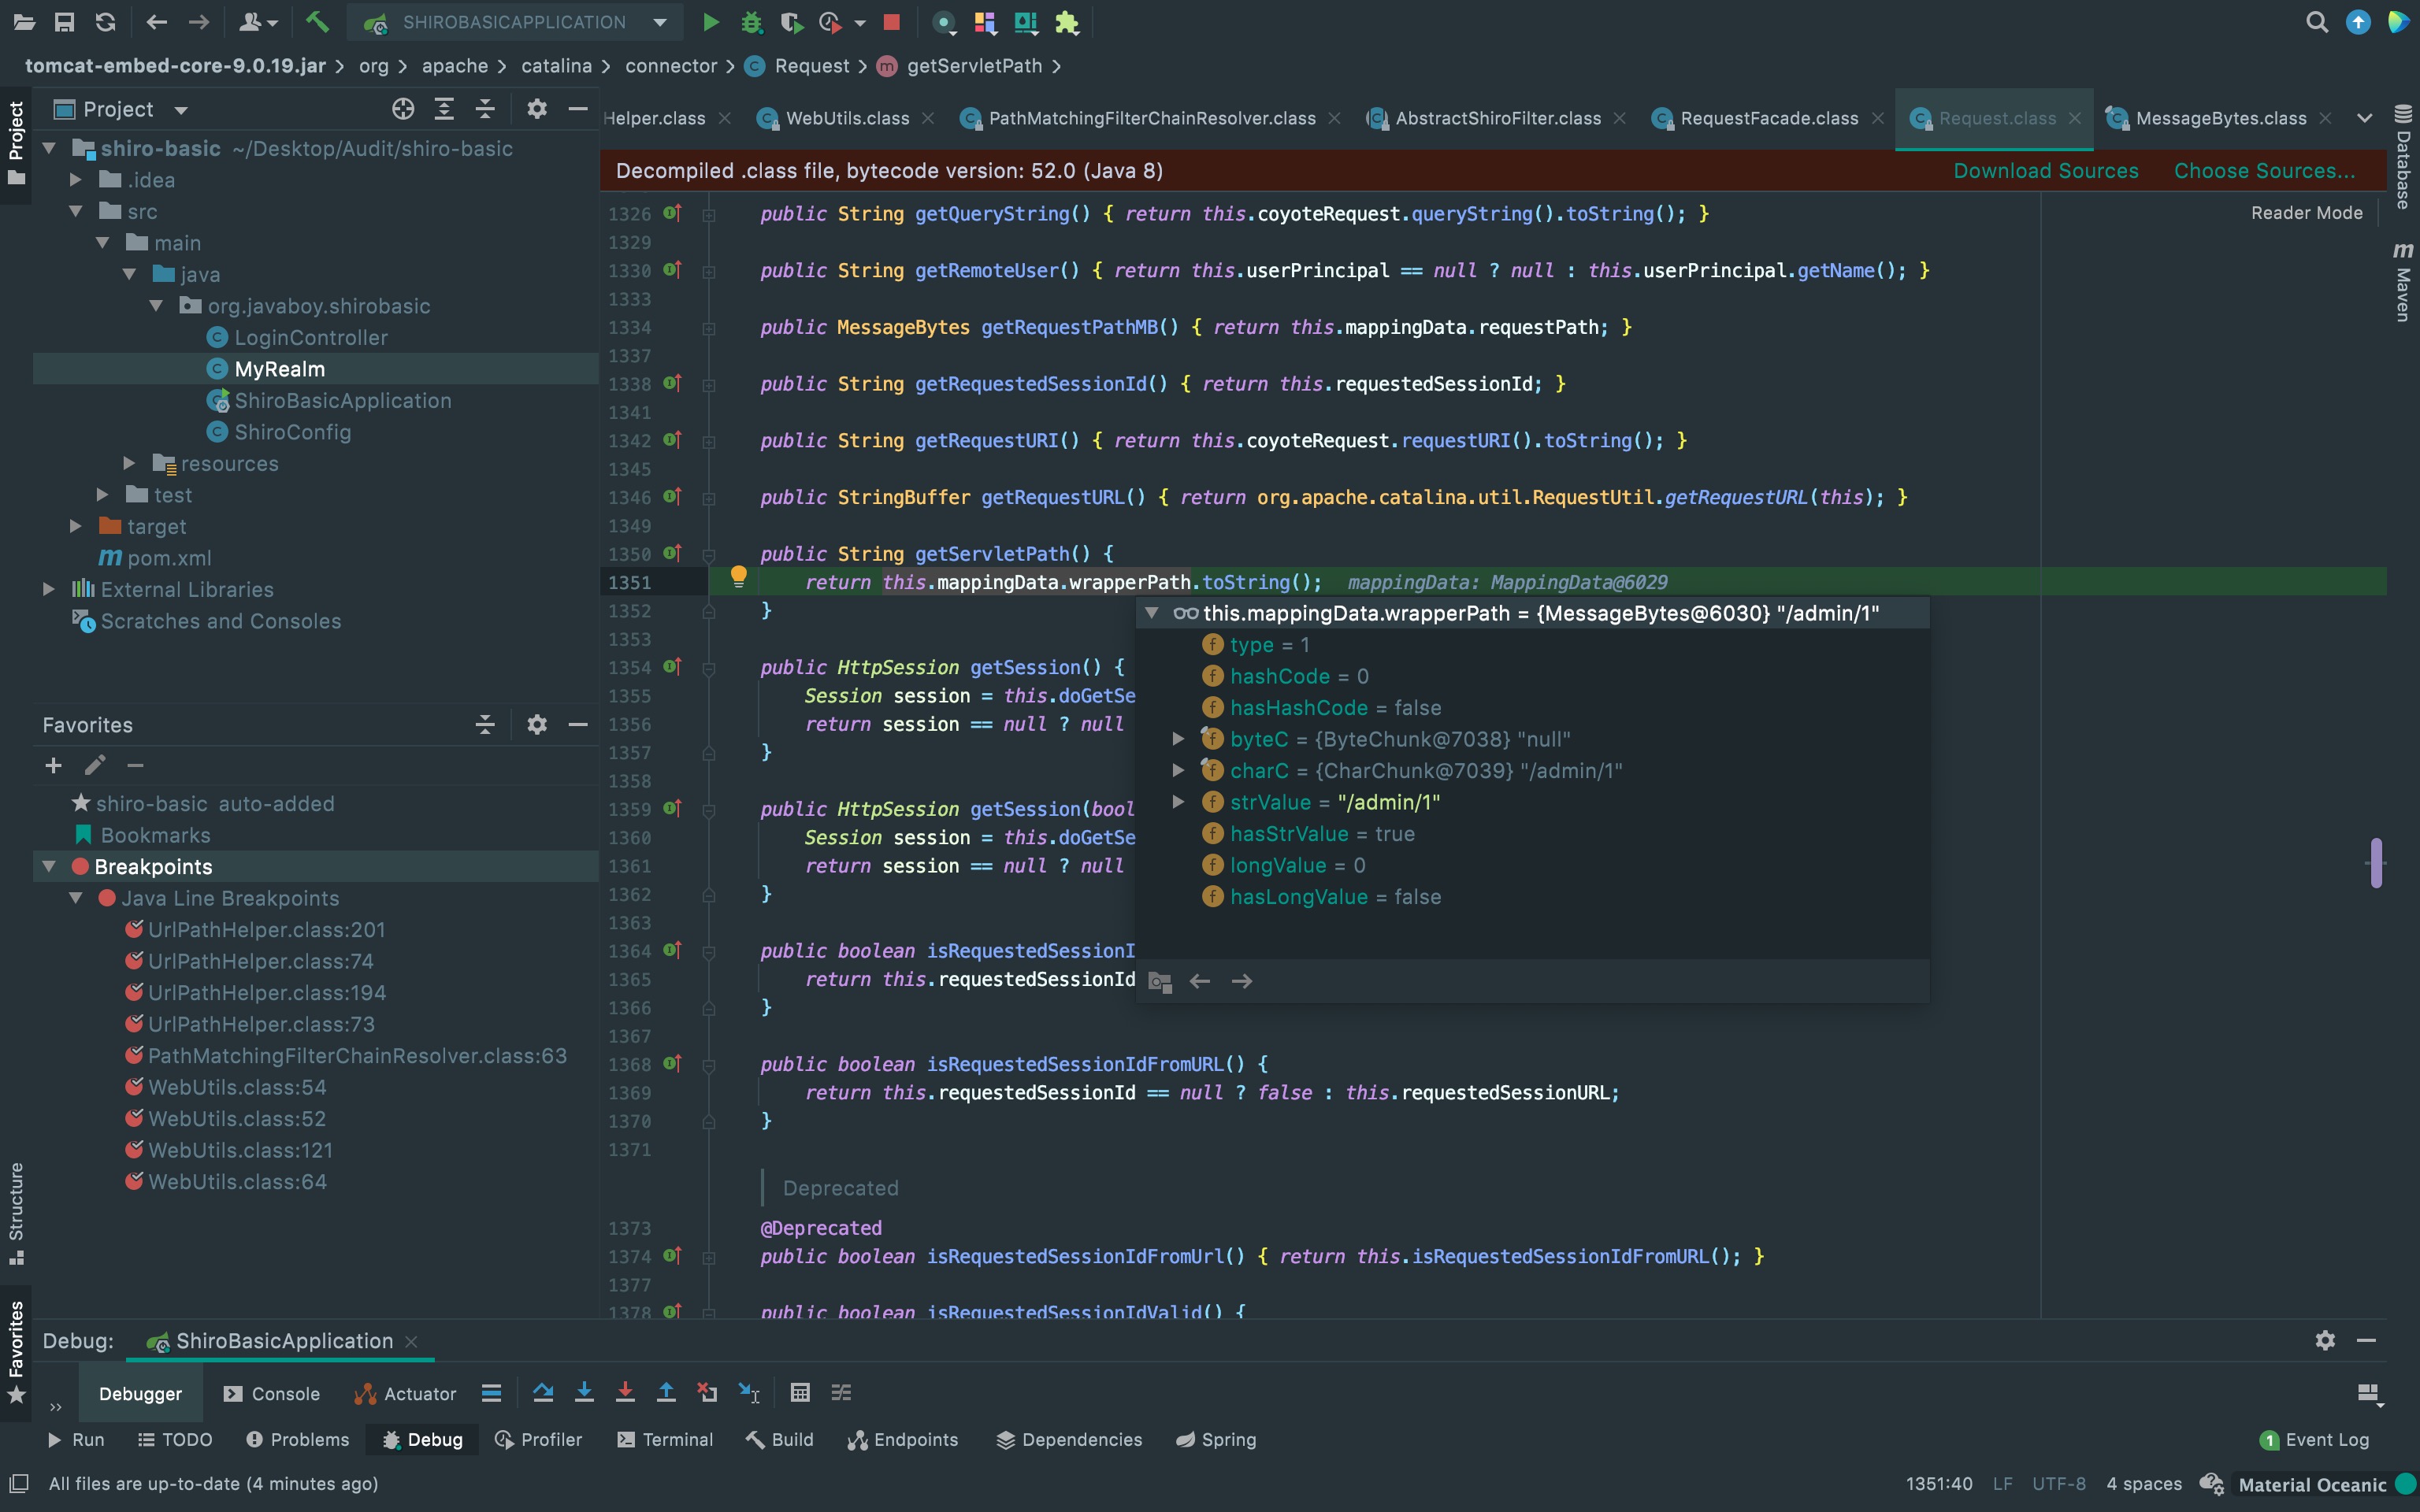 SHIROBASICAPPLICATION
tomcat-embed-core-9.0.19.jar > org > apache > catalina > connector > Request > getServletPath >
Project
Helper.class
WebUtils.class
PathMatchingFilterChainResolver.class
AbstractShiroFilter.class
RequestFacade.class
Request.class
MessageBytes.class
Project
Database
Maven
Structure
Favorites
shiro-basic ~/Desktop/Audit/shiro-basic
.idea
src
main
java
org.javaboy.shirobasic
LoginController
MyRealm
ShiroBasicApplication
ShiroConfig
resources
test
target
pom.xml
External Libraries
Scratches and Consoles
Favorites
shiro-basic auto-added
Bookmarks
Breakpoints
Java Line Breakpoints
UrlPathHelper.class:201
UrlPathHelper.class:74
UrlPathHelper.class:194
UrlPathHelper.class:73
PathMatchingFilterChainResolver.class:63
WebUtils.class:54
WebUtils.class:52
WebUtils.class:121
WebUtils.class:64
Decompiled .class file, bytecode version: 52.0 (Java 8) Download Sources Choose Sources...
Reader Mode
1326 public String getQueryString() { return this.coyoteRequest.queryString().toString(); }
1329
1330 public String getRemoteUser() { return this.userPrincipal == null ? null : this.userPrincipal.getName(); }
1333
1334 public MessageBytes getRequestPathMB() { return this.mappingData.requestPath; }
1337
1338 public String getRequestedSessionId() { return this.requestedSessionId; }
1341
1342 public String getRequestURI() { return this.coyoteRequest.requestURI().toString(); }
1345
1346 public StringBuffer getRequestURL() { return org.apache.catalina.util.RequestUtil.getRequestURL(this); }
1349
1350 public String getServletPath() {
1351 return this.mappingData.wrapperPath.toString(); mappingData: MappingData@6029
1352 }
1353
1354 public HttpSession getSession() {
1355 Session session = this.doGetSe
1356 return session == null ? null
1357 }
1358
1359 public HttpSession getSession(bool
1360 Session session = this.doGetSe
1361 return session == null ? null
1362 }
1363
1364 public boolean isRequestedSessionI
1365 return this.requestedSessionId
1366 }
1367
1368 public boolean isRequestedSessionIdFromURL() {
1369 return this.requestedSessionId == null ? false : this.requestedSessionURL;
1370 }
1371
Deprecated
1373 @Deprecated
1374 public boolean isRequestedSessionIdFromUrl() { return this.isRequestedSessionIdFromURL(); }
1377
1378 public boolean isRequestedSessionIdValid() {
this.mappingData.wrapperPath = {MessageBytes@6030} "/admin/1"
type = 1
hashCode = 0
hasHashCode = false
byteC = {ByteChunk@7038} "null"
charC = {CharChunk@7039} "/admin/1"
strValue = "/admin/1"
hasStrValue = true
longValue = 0
hasLongValue = false
Debug: ShiroBasicApplication
Debugger Console Actuator
Run TODO Problems Debug Profiler Terminal Build Endpoints Dependencies Spring 1 Event Log
All files are up-to-date (4 minutes ago) 1351:40 LF UTF-8 4 spaces Material Oceanic